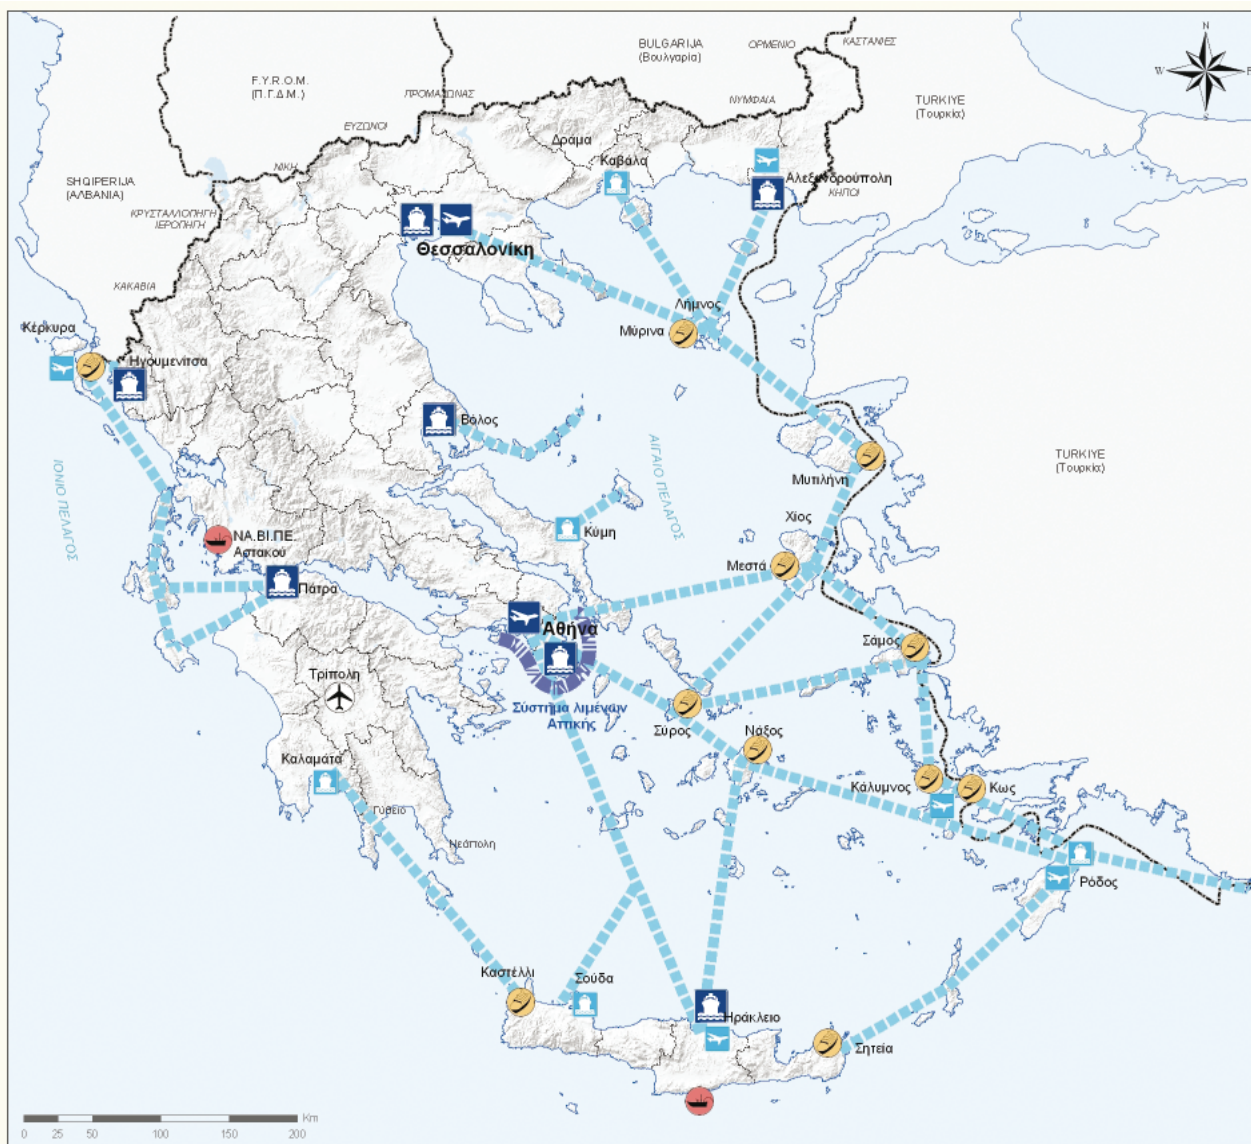 BULGARIJA
(Βουλγαρία)
ΟΡΜΕΝΙΟ
ΚΑΣΤΑΝΙΕΣ
N
W
E
S
F.Y.R.O.M.
(Π.Γ.Δ.Μ.)
ΠΡΟΜΑΧΩΝΑΣ
ΝΥΜΦΑΙΑ
TURKIYE
(Τουρκία)
ΕΥΖΩΝΟΙ
Δράμα
Καβάλα
ΝΙΚΗ
Αλεξανδρούπολη
ΚΗΠΟΙ
SHQIPERIJA
(ΑΛΒΑΝΙΑ)
ΚΡΥΣΤΑΛΛΟΠΗΓΗ
ΙΕΡΟΠΗΓΗ
Θεσσαλονίκη
ΚΑΚΑΒΙΑ
Λήμνος
Μύρινα
Κέρκυρα
Ηγουμενίτσα
Βόλος
ΑΙΓΑΙΟ ΠΕΛΑΓΟΣ
ΙΟΝΙΟ ΠΕΛΑΓΟΣ
TURKIYE
(Τουρκία)
Μυτιλήνη
Χίος
Κύμη
ΝΑ.ΒΙ.ΠΕ.
Αστακού
Μεστά
Πάτρα
Αθήνα
Σάμος
Τρίπολη
Σύστημα λιμένων
Αττικής
Σύρος
Νάξος
Καλαμάτα
Κάλυμνος
Κως
Γύθειο
Νεάπολη
Ρόδος
Καστέλλι
Σούδα
Ηράκλειο
Σητεία
Km
0 25 50 100 150 200